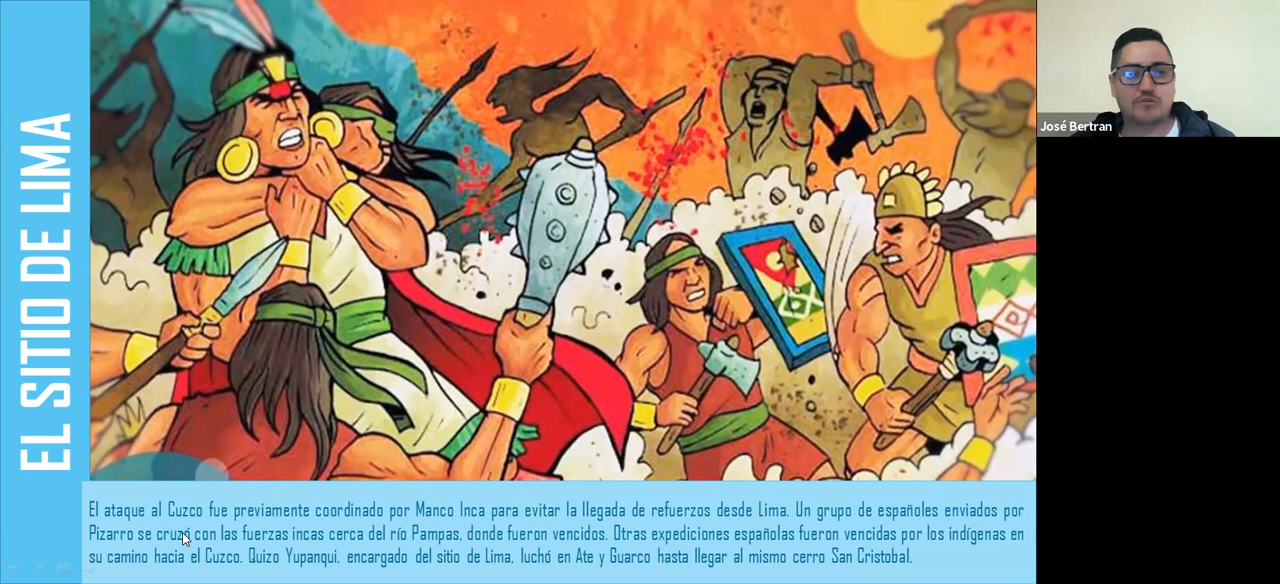 EL SITIO DE LIMA
José Bertran
El ataque al Cuzco fue previamente coordinado por Manco Inca para evitar la llegada de refuerzos desde Lima. Un grupo de españoles enviados por
Pizarro se cruzó con las fuerzas incas cerca del río Pampas, donde fueron vencidos. Otras expediciones españolas fueron vencidas por los indígenas en
su camino hacia el Cuzco. Quizo Yupanqui, encargado del sitio de Lima, luchó en Ate y Guarco hasta llegar al mismo cerro San Cristobal.